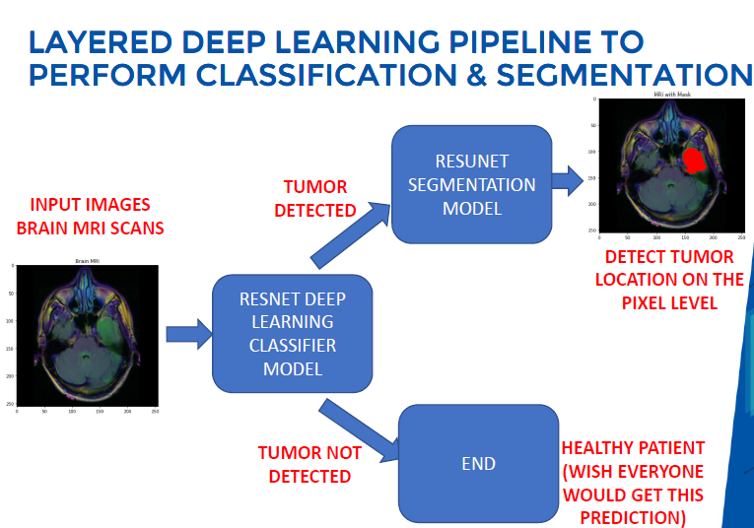 LAYERED DEEP LEARNING PIPELINE TO
PERFORM CLASSIFICATION & SEGMENTATION
MRI with Mask
0
50
100
150
200
250
0
50
100
150
200
250
RESUNET
SEGMENTATION
MODEL
TUMOR
DETECTED
INPUT IMAGES
BRAIN MRI SCANS
DETECT TUMOR
LOCATION ON THE
PIXEL LEVEL
Brain MRI
0
50
100
150
200
250
0
50
100
150
200
250
RESNET DEEP
LEARNING
CLASSIFIER
MODEL
TUMOR NOT
DETECTED
END
HEALTHY PATIENT
(WISH EVERYONE
WOULD GET THIS
PREDICTION)